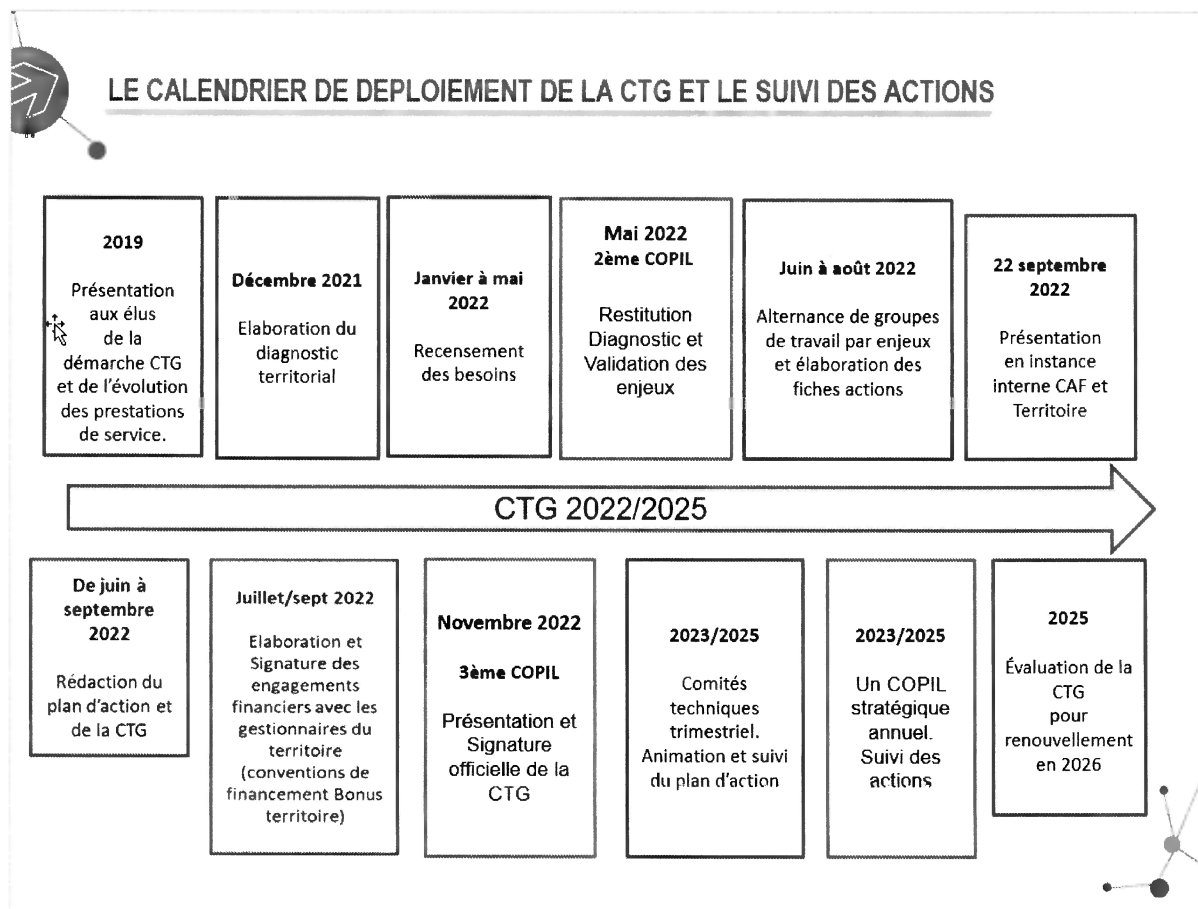 LE CALENDRIER DE DEPLOIEMENT DE LA CTG ET LE SUIVI DES ACTIONS
2019
Présentation
aux élus
de la
démarche CTG
et de l'évolution
des prestations
de service.
Décembre 2021
Elaboration du
diagnostic
territorial
Janvier à mai
2022
Recensement
des besoins
Mai 2022
2ème COPIL
Restitution
Diagnostic et
Validation des
enjeux
Juin à août 2022
Alternance de groupes
de travail par enjeux
et élaboration des
fiches actions
22 septembre
2022
Présentation
en instance
interne CAF et
Territoire
CTG 2022/2025
De juin à
septembre
2022
Rédaction du
plan d'action et
de la CTG
Juillet/sept 2022
Elaboration et
Signature des
engagements
financiers avec les
gestionnaires du
territoire
(conventions de
financement Bonus
territoire)
Novembre 2022
3ème COPIL
Présentation et
Signature
officielle de la
CTG
2023/2025
Comités
techniques
trimestriel.
Animation et suivi
du plan d'action
2023/2025
Un COPIL
stratégique
annuel.
Suivi des
actions
2025
Évaluation de la
CTG
pour
renouvellement
en 2026